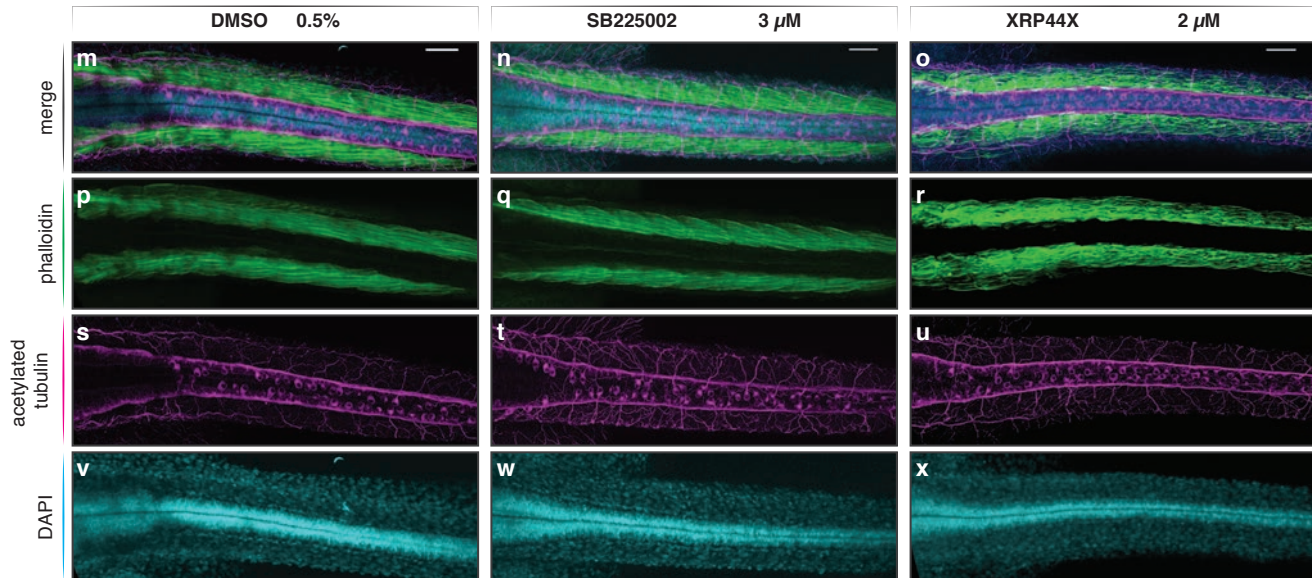 DMSO 0.5%
SB225002 3 µM
XRP44X 2 µM
merge
m
n
o
phalloidin
p
q
r
acetylated
tubulin
s
t
u
DAPI
v
w
x